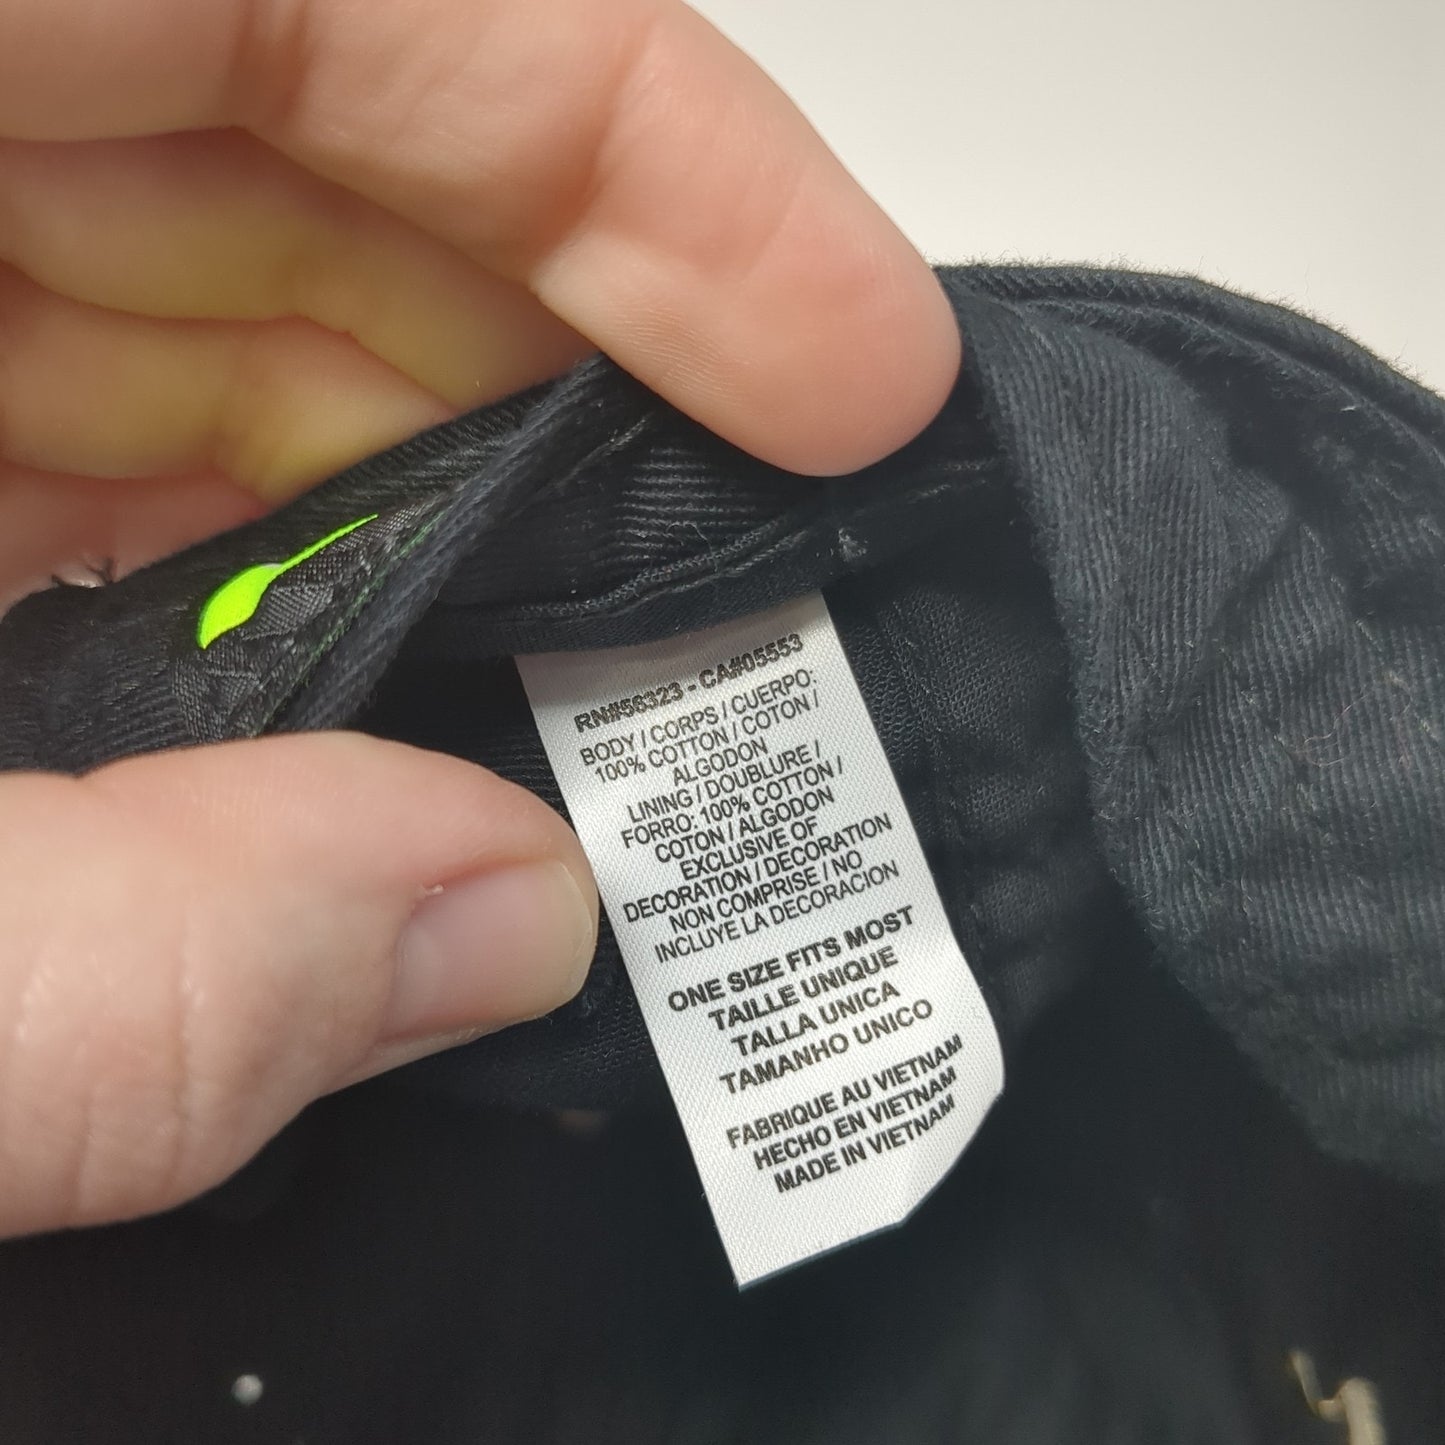 RN#56323 - CA#05553
BODY / CORPS / CUERPO:
100% COTTON / COTON /
ALGODON
LINING / DOUBLURE /
FORRO: 100% COTTON /
COTON / ALGODON
EXCLUSIVE OF
DECORATION / DECORATION
NON COMPRISE / NO
INCLUYE LA DECORACION
ONE SIZE FITS MOST
TAILLE UNIQUE
TALLA UNICA
TAMANHO UNICO
FABRIQUE AU VIETNAM
HECHO EN VIETNAM
MADE IN VIETNAM